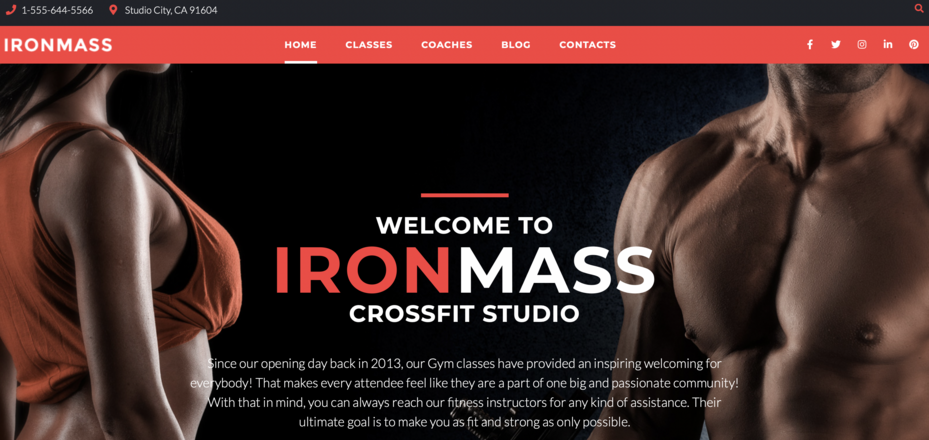 1-555-644-5566 Studio City, CA 91604
IRONMASS HOME CLASSES COACHES BLOG CONTACTS
WELCOME TO
IRONMASS
CROSSFIT STUDIO
Since our opening day back in 2013, our Gym classes have provided an inspiring welcoming for
everybody! That makes every attendee feel like they are a part of one big and passionate community!
With that in mind, you can always reach our fitness instructors for any kind of assistance. Their
ultimate goal is to make you as fit and strong as only possible.